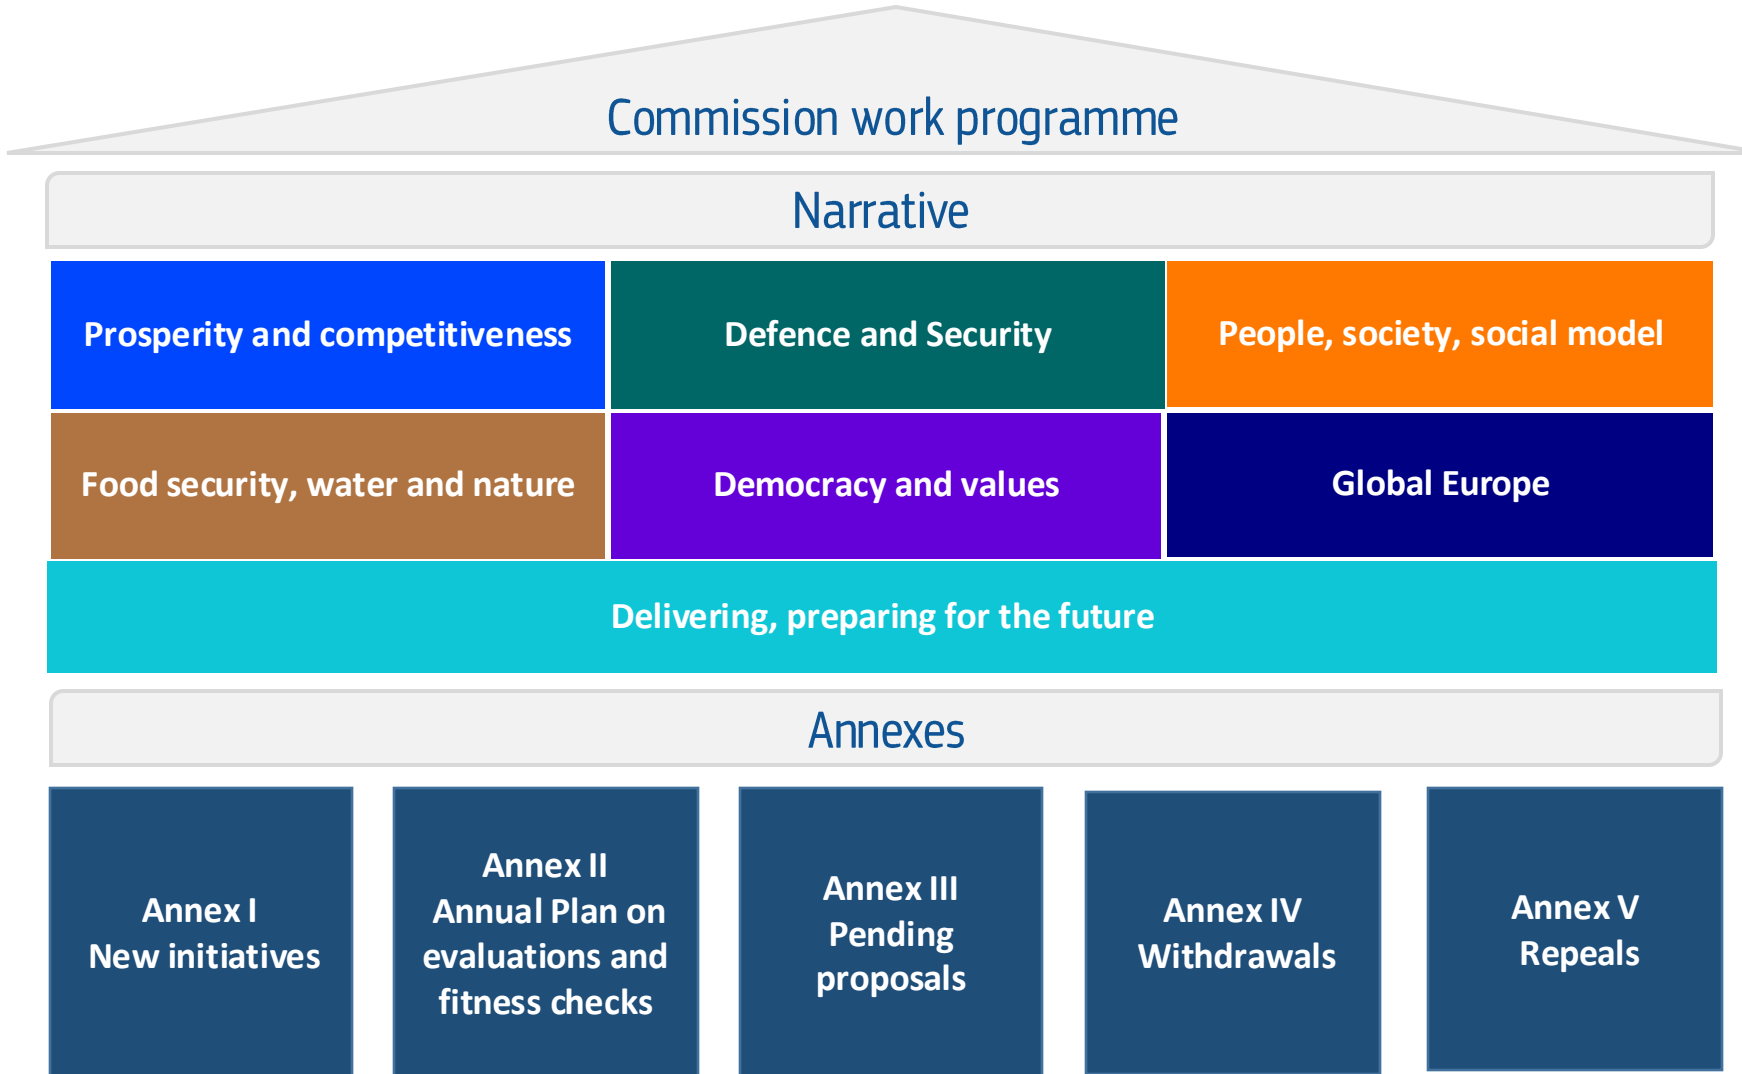 Commission work programme
Narrative
Prosperity and competitiveness
Defence and Security
People, society, social model
Food security, water and nature
Democracy and values
Global Europe
Delivering, preparing for the future
Annexes
Annex I
New initiatives
Annex II
Annual Plan on
evaluations and
fitness checks
Annex III
Pending
proposals
Annex IV
Withdrawals
Annex V
Repeals